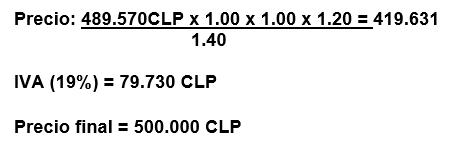 Precio: 489.570CLP x 1.00 x 1.00 x 1.20 = 419.631
1.40
IVA (19%) = 79.730 CLP
Precio final = 500.000 CLP